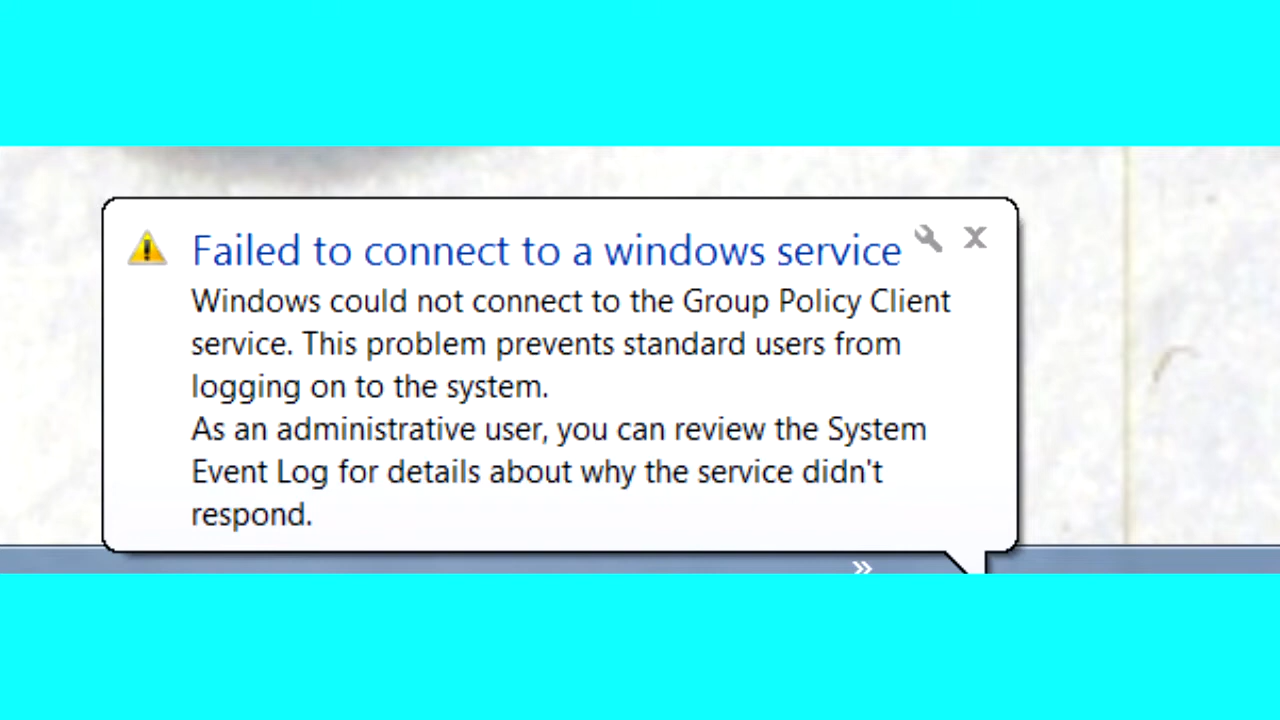 Failed to connect to a windows service
Windows could not connect to the Group Policy Client
service. This problem prevents standard users from
logging on to the system.
As an administrative user, you can review the System
Event Log for details about why the service didn't
respond.